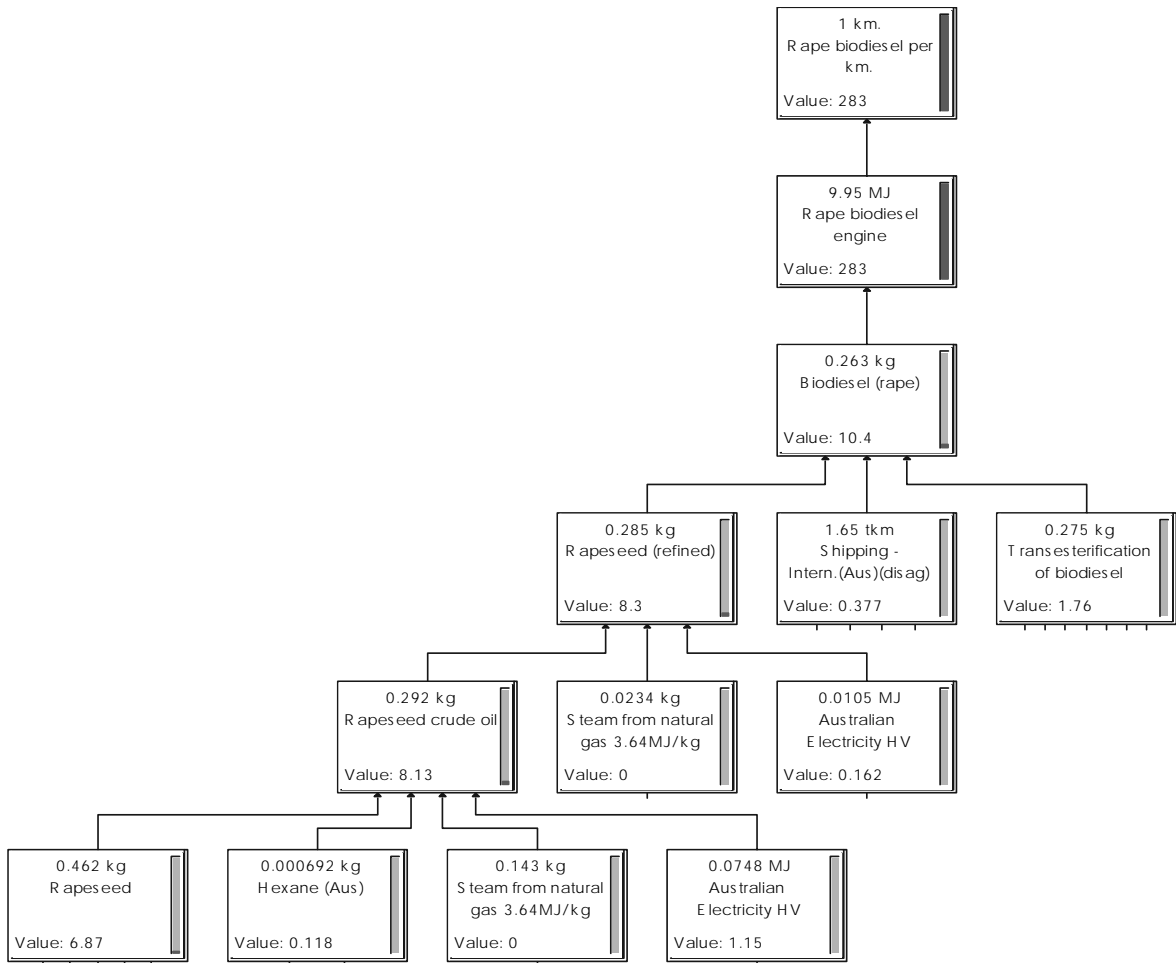 1 km.
Rape biodiesel per
km.
Value: 283
9.95 MJ
Rape biodiesel
engine
Value: 283
0.263 kg
Biodiesel (rape)
Value: 10.4
0.285 kg
Rapeseed (refined)
Value: 8.3
1.65 tkm
Shipping -
Intern.(Aus)(disag)
Value: 0.377
0.275 kg
Transesterification
of biodiesel
Value: 1.76
0.292 kg
Rapeseed crude oil
Value: 8.13
0.0234 kg
Steam from natural
gas 3.64MJ/kg
Value: 0
0.0105 MJ
Australian
Electricity HV
Value: 0.162
0.462 kg
Rapeseed
Value: 6.87
0.000692 kg
Hexane (Aus)
Value: 0.118
0.143 kg
Steam from natural
gas 3.64MJ/kg
Value: 0
0.0748 MJ
Australian
Electricity HV
Value: 1.15